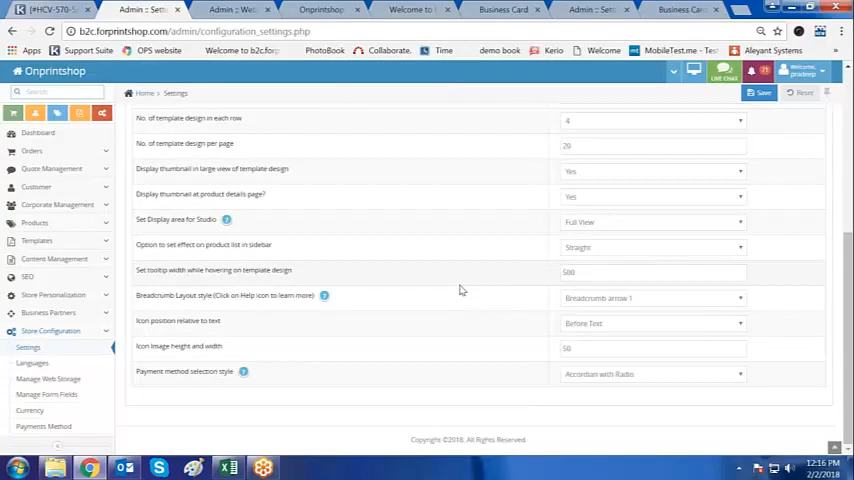 [#HCV-570-5
Admin :: Setti
Admin :: Web
Onprintshop
Welcome to l
Business Card
Admin :: Sett
Business Card
b2c.forprintshop.com/admin/configuration_settings.php
Apps
Support Suite
OPS website
Welcome to b2c.forp
PhotoBook
Collaborate.
Time
Kerio
Welcome
MobileTest.me - Test
Aleyant Systems
Onprintshop
LIVE CHAT
71
Welcome,
pradeep
Search
Home » Settings
Save
Reset
Dashboard
Orders
Quote Management
Customer
Corporate Management
Products
Templates
Content Management
SEO
Store Personalization
Business Partners
Store Configuration
Settings
Languages
Manage Web Storage
Manage Form Fields
Currency
Payments Method
No. of template design in each row
4
No. of template design per page
20
Display thumbnail in large view of template design
Yes
Display thumbnail at product details page?
Yes
Set Display area for Studio ?
Full View
Option to set effect on product list in sidebar
Straight
Set tooltip width while hovering on template design
500
Breadcrumb Layout style (Click on Help icon to learn more) ?
Breadcrumb arrow 1
Icon position relative to text
Before Text
Icon Image height and width
50
Payment method selection style ?
Accordian with Radio
Copyright ©2018. All Rights Reserved.
12:16 PM
2/2/2018